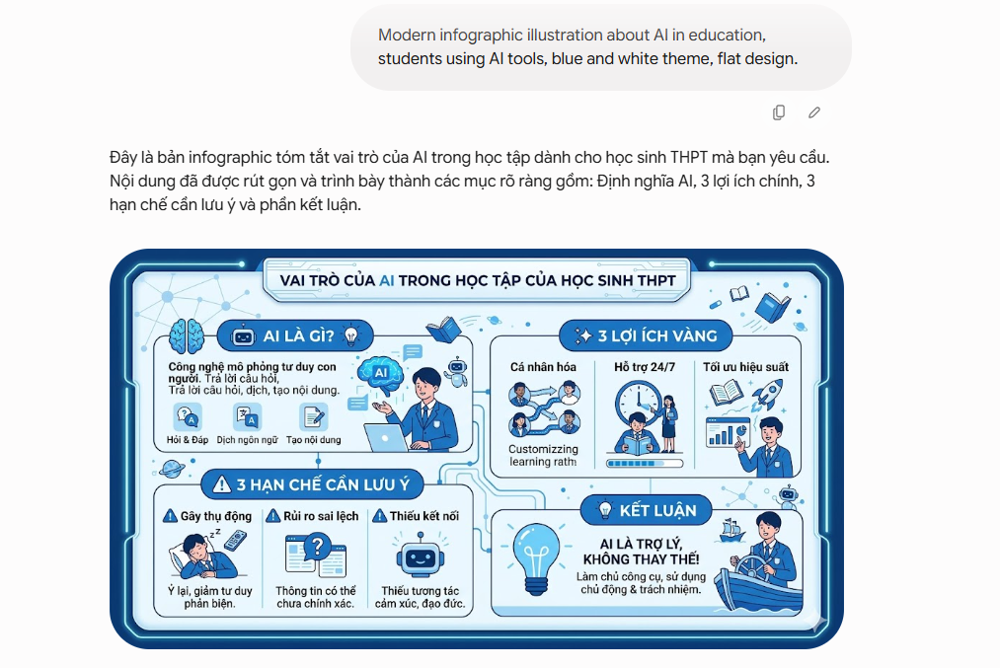 Modern infographic illustration about AI in education,
students using AI tools, blue and white theme, flat design.
Đây là bản infographic tóm tắt vai trò của AI trong học tập dành cho học sinh THPT mà bạn yêu cầu.
Nội dung đã được rút gọn và trình bày thành các mục rõ ràng gồm: Định nghĩa AI, 3 lợi ích chính, 3
hạn chế cần lưu ý và phần kết luận.
VAI TRÒ CỦA AI TRONG HỌC TẬP CỦA HỌC SINH THPT
AI LÀ GÌ?
Công nghệ mô phỏng tư duy con
người. Trả lời câu hỏi,
Trả lời câu hỏi, dịch, tạo nội dung.
AI
?
A
A
Hỏi & Đáp
Dịch ngôn ngữ
Tạo nội dung
3 LỢI ÍCH VÀNG
Cá nhân hóa
Customizzing
learning rath
Hỗ trợ 24/7
Tối ưu hiệu suất
3 HẠN CHẾ CẦN LƯU Ý
Gây thụ động
zZ
Ỷ lại, giảm tư duy
phản biện.
Rủi ro sai lệch
?
Thông tin có thể
chưa chính xác.
Thiếu kết nối
Thiếu tương tác
cảm xúc, đạo đức.
KẾT LUẬN
AI LÀ TRỢ LÝ,
KHÔNG THAY THẾ!
Làm chủ công cụ, sử dụng
chủ động & trách nhiệm.